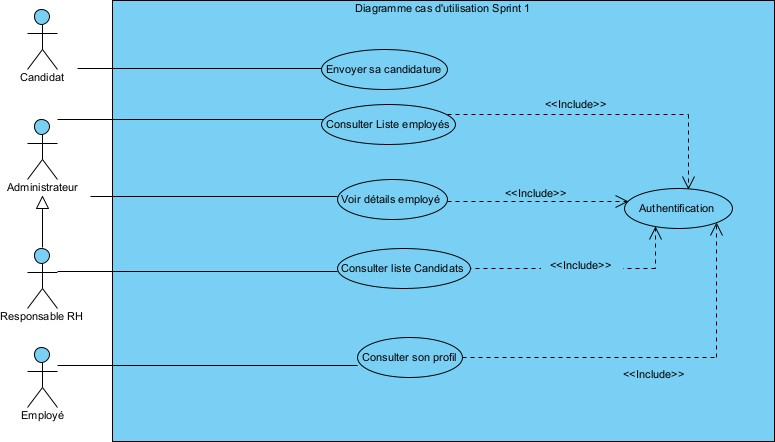 Diagramme cas d'utilisation Sprint 1
Candidat
Envoyer sa candidature
<<Include>>
Consulter Liste employés
Administrateur
Voir détails employé
<<Include>>
Authentification
Consulter liste Candidats
<<Include>>
Responsable RH
Consulter son profil
<<Include>>
Employé